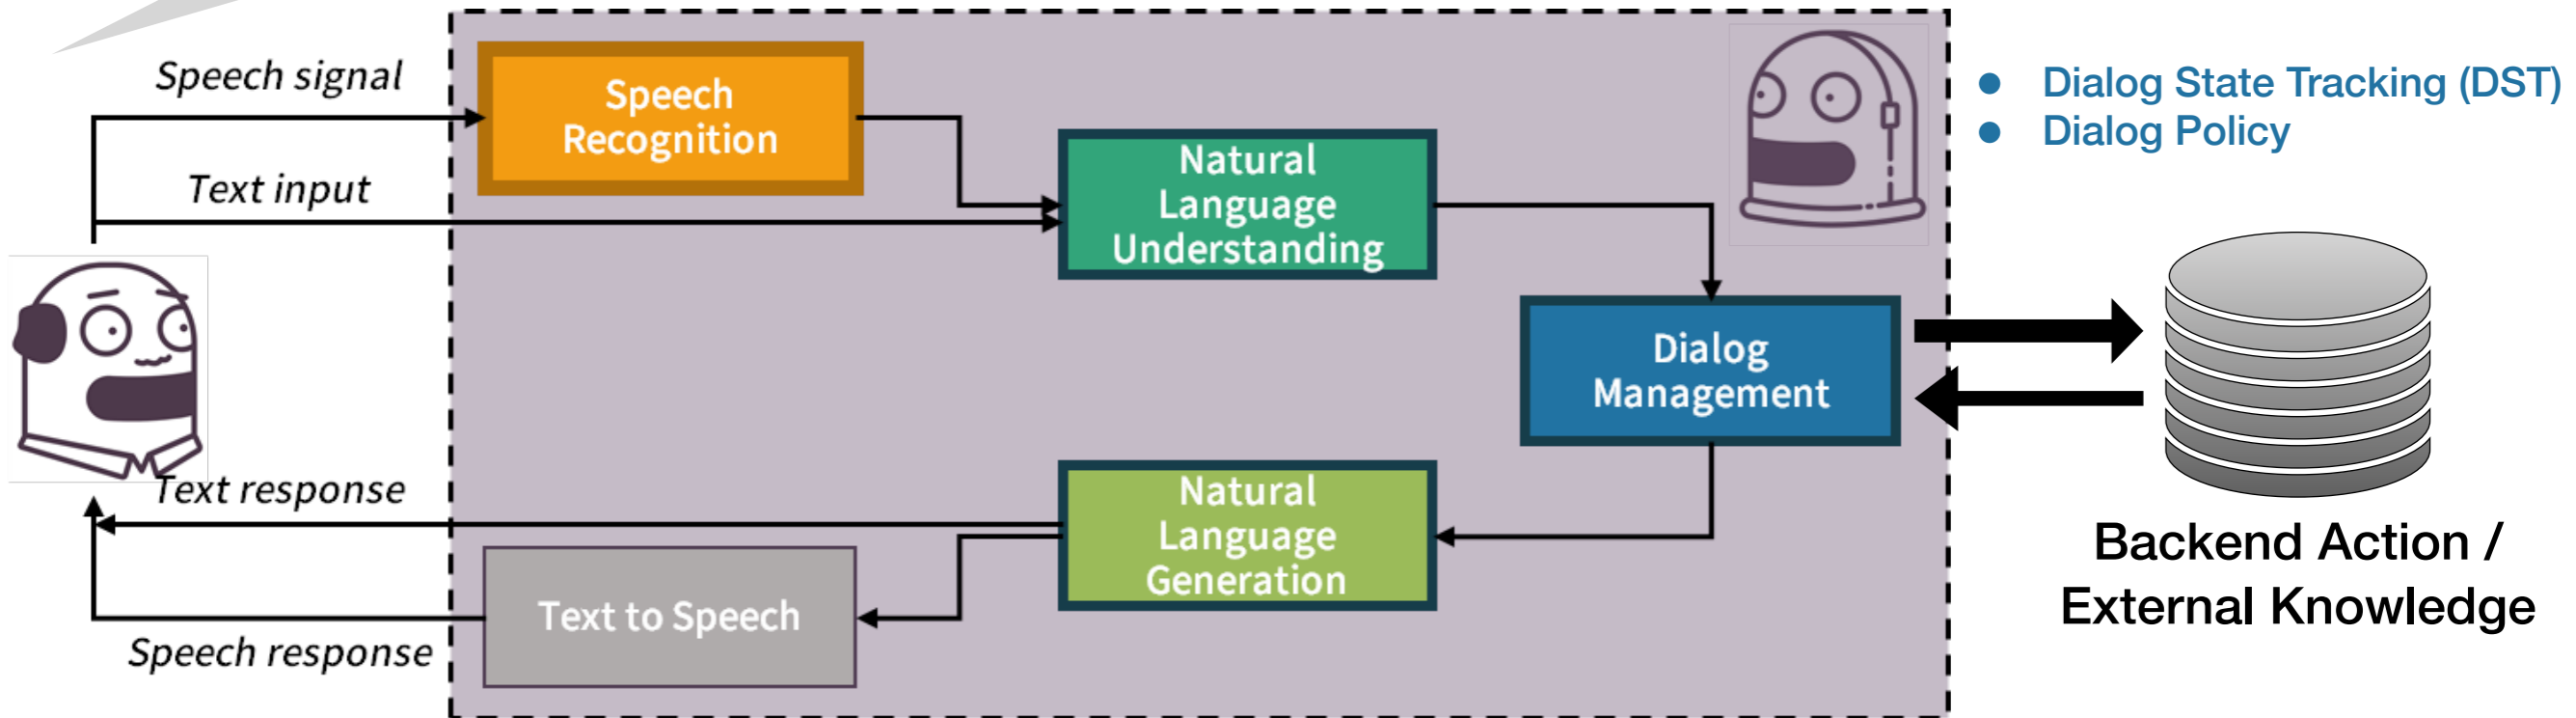 Speech signal
Speech
Recognition
Text input
Natural
Language
Understanding
● Dialog State Tracking (DST)
● Dialog Policy
Dialog
Management
Text response
Natural
Language
Generation
Text to Speech
Speech response
Backend Action /
External Knowledge